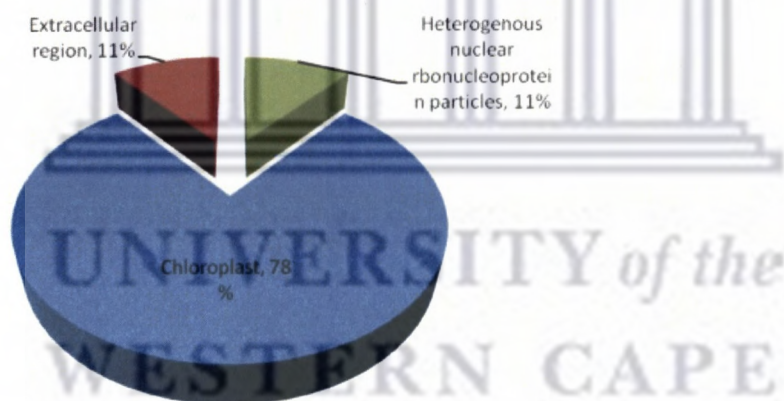 Extracellular
region, 11%
Heterogenous
nuclear
rbonucleoprotei
n particles, 11%
Chloroplast, 78
%
UNIVERSITY of the
WESTERN CAPE